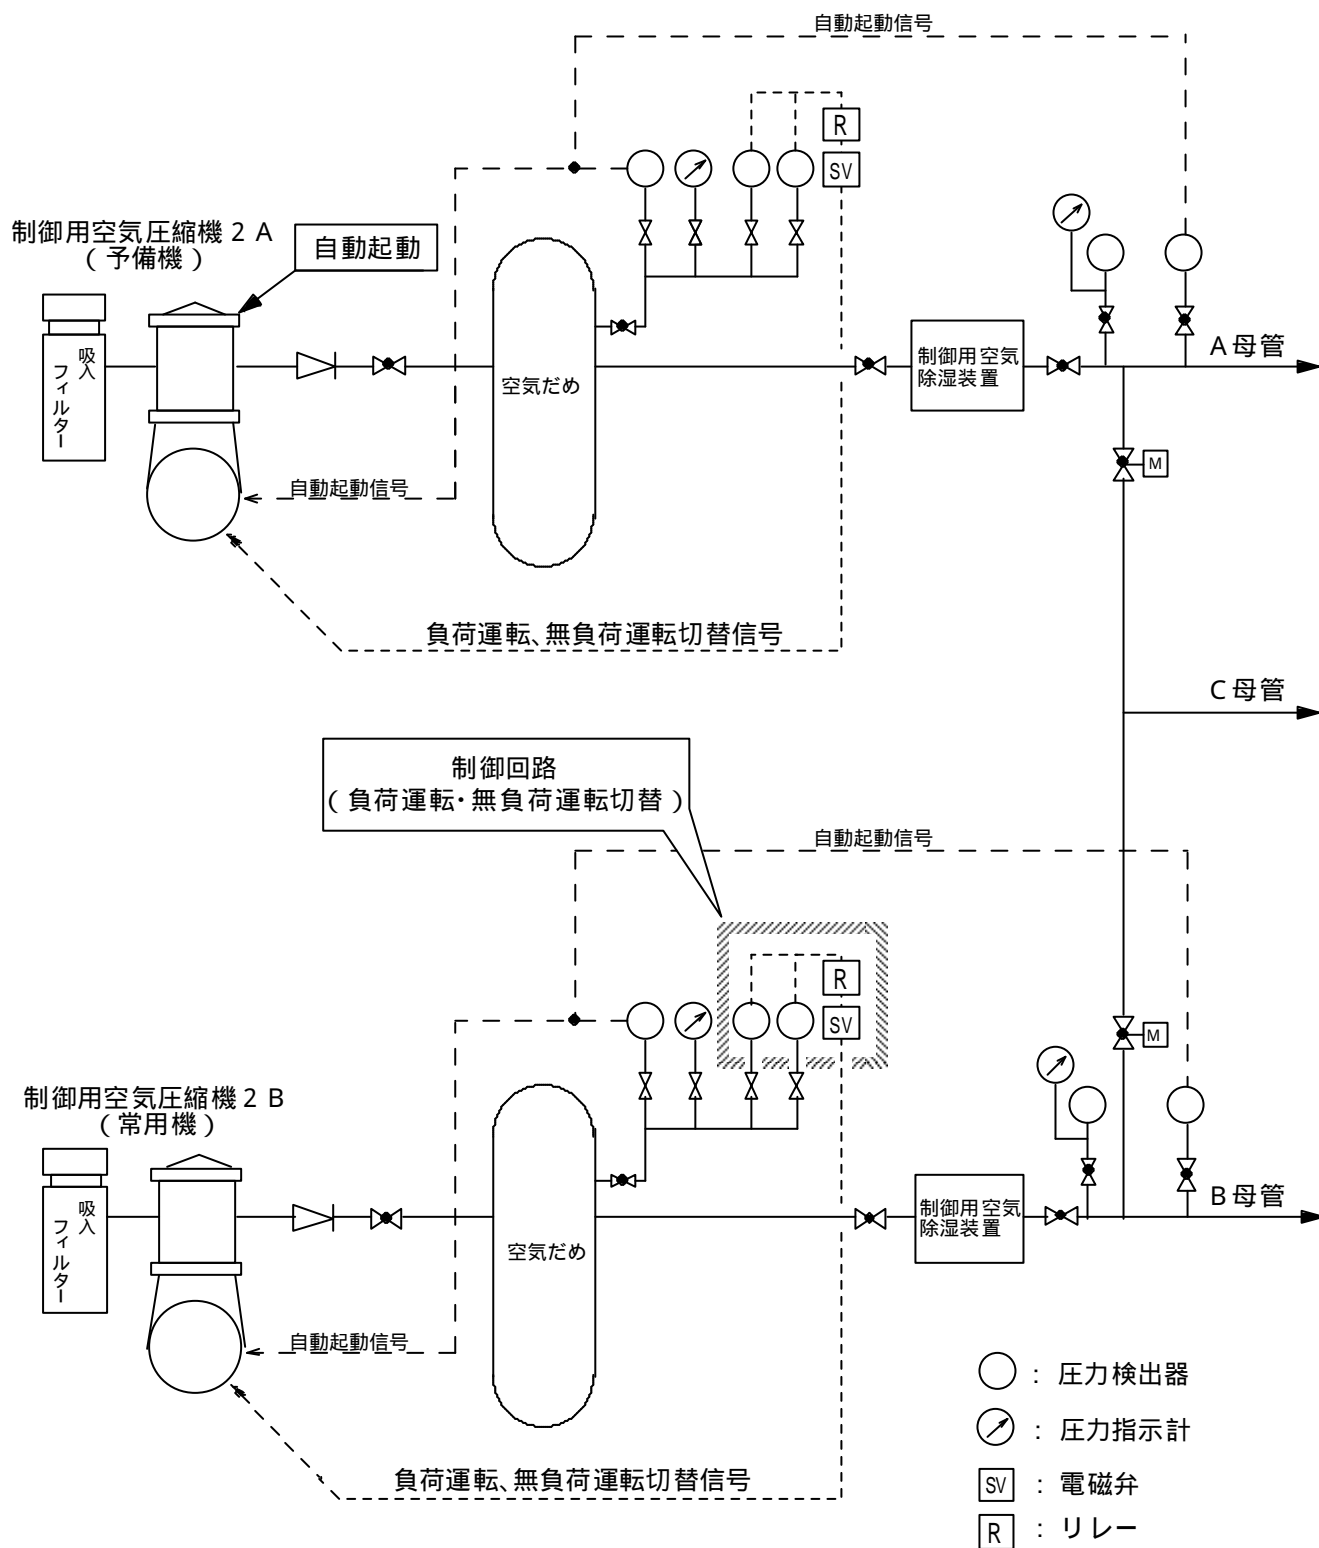 自動起動信号
R
SV
制御用空気圧縮機2A
(予備機)
自動起動
吸入
フィルター
空気だめ
制御用空気
除湿装置
A母管
M
自動起動信号
負荷運転、無負荷運転切替信号
C母管
制御回路
(負荷運転・無負荷運転切替)
自動起動信号
R
SV
M
制御用空気圧縮機2B
(常用機)
吸入
フィルター
空気だめ
制御用空気
除湿装置
B母管
自動起動信号
負荷運転、無負荷運転切替信号
: 圧力検出器
: 圧力指示計
SV : 電磁弁
R : リレー